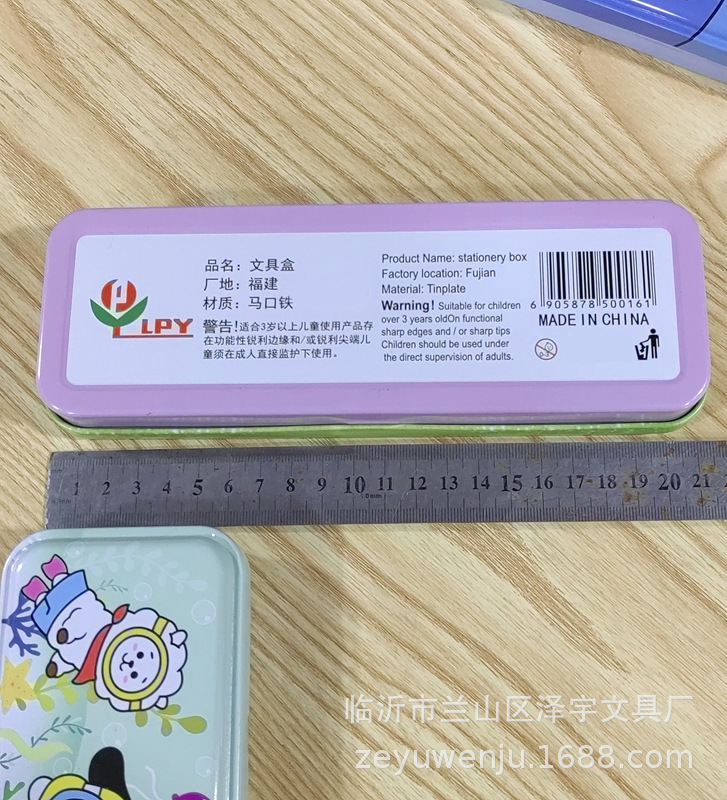 品名：文具盒
厂地：福建
材质：马口铁
警告!适合3岁以上儿童使用产品存
在功能性锐利边缘和/或锐利尖端儿
童须在成人直接监护下使用。
LPY
Product Name: stationery box
Factory location: Fujian
Material: Tinplate
Warning! Suitable for children
over 3 years oldOn functional
sharp edges and / or sharp tips
Children should be used under
the direct supervision of adults.
6 905878 500161
MADE IN CHINA
0-3
1 2 3 4 5 6 7 8 9 10 11 12 13 14 15 16 17 18 19 20 21
临沂市兰山区泽宇文具厂
zeyuwenju.1688.com